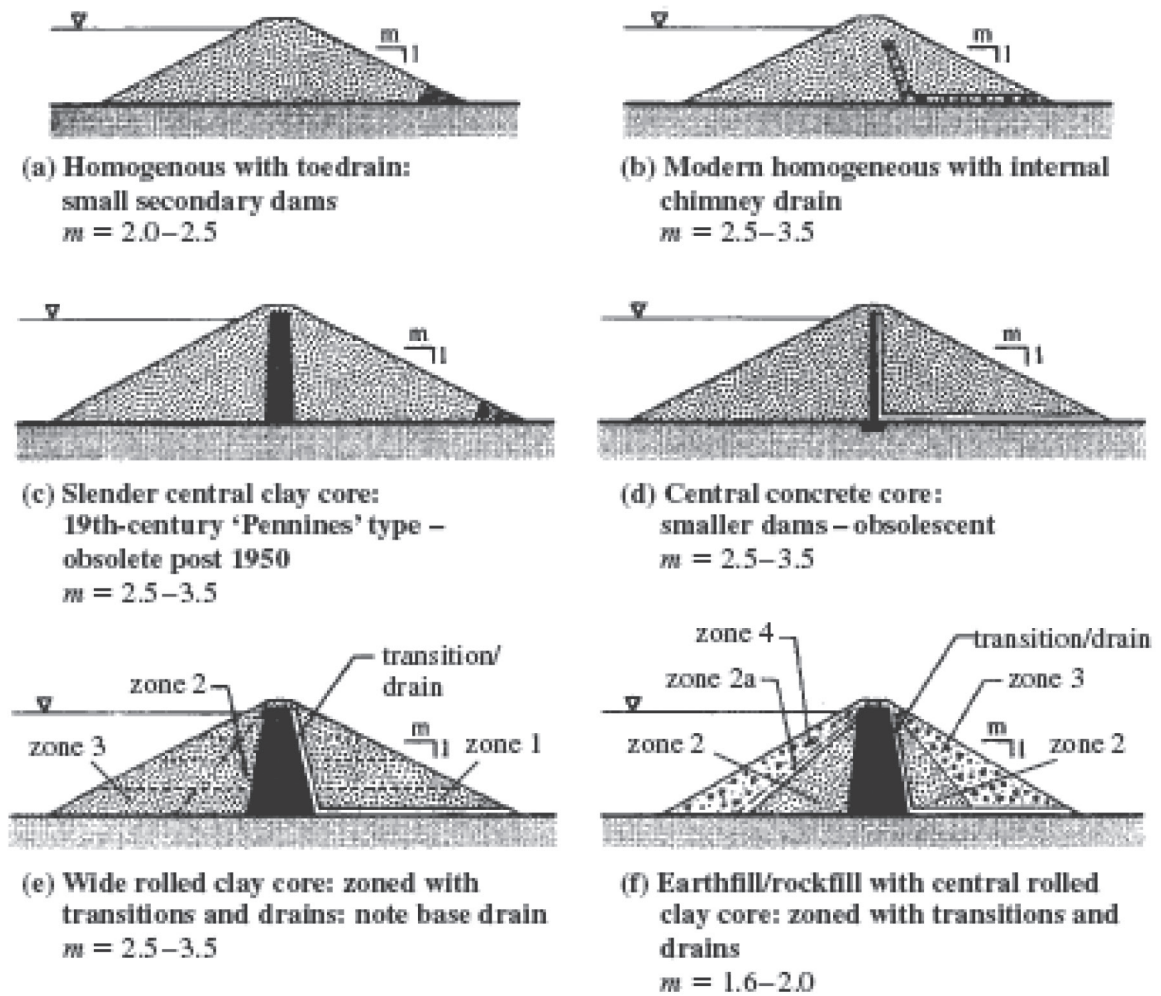 m
1
(a) Homogenous with toedrain:
small secondary dams
m = 2.0–2.5
m
1
(b) Modern homogeneous with internal
chimney drain
m = 2.5–3.5
m
1
(c) Slender central clay core:
19th-century ‘Pennines’ type –
obsolete post 1950
m = 2.5–3.5
m
1
(d) Central concrete core:
smaller dams – obsolescent
m = 2.5–3.5
transition/
drain
zone 2
zone 3
m
1
zone 1
(e) Wide rolled clay core: zoned with
transitions and drains: note base drain
m = 2.5–3.5
zone 4
transition/drain
zone 2a
zone 3
zone 2
m
1
zone 2
(f) Earthfill/rockfill with central rolled
clay core: zoned with transitions and
drains
m = 1.6–2.0